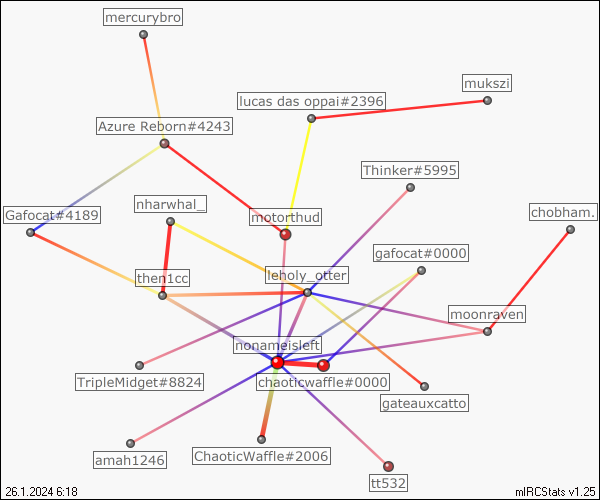 mercurybro
mukszi
lucas das oppai#2396
Azure Reborn#4243
Thinker#5995
nharwhal_
Gafocat#4189
motorthud
chobham.
gafocat#0000
then1cc
leholy_otter
moonraven
nonameisleft
TripleMidget#8824
chaoticwaffle#0000
gateauxcatto
amah1246
ChaoticWaffle#2006
tt532
26.1.2024 6:18
mIRCStats v1.25